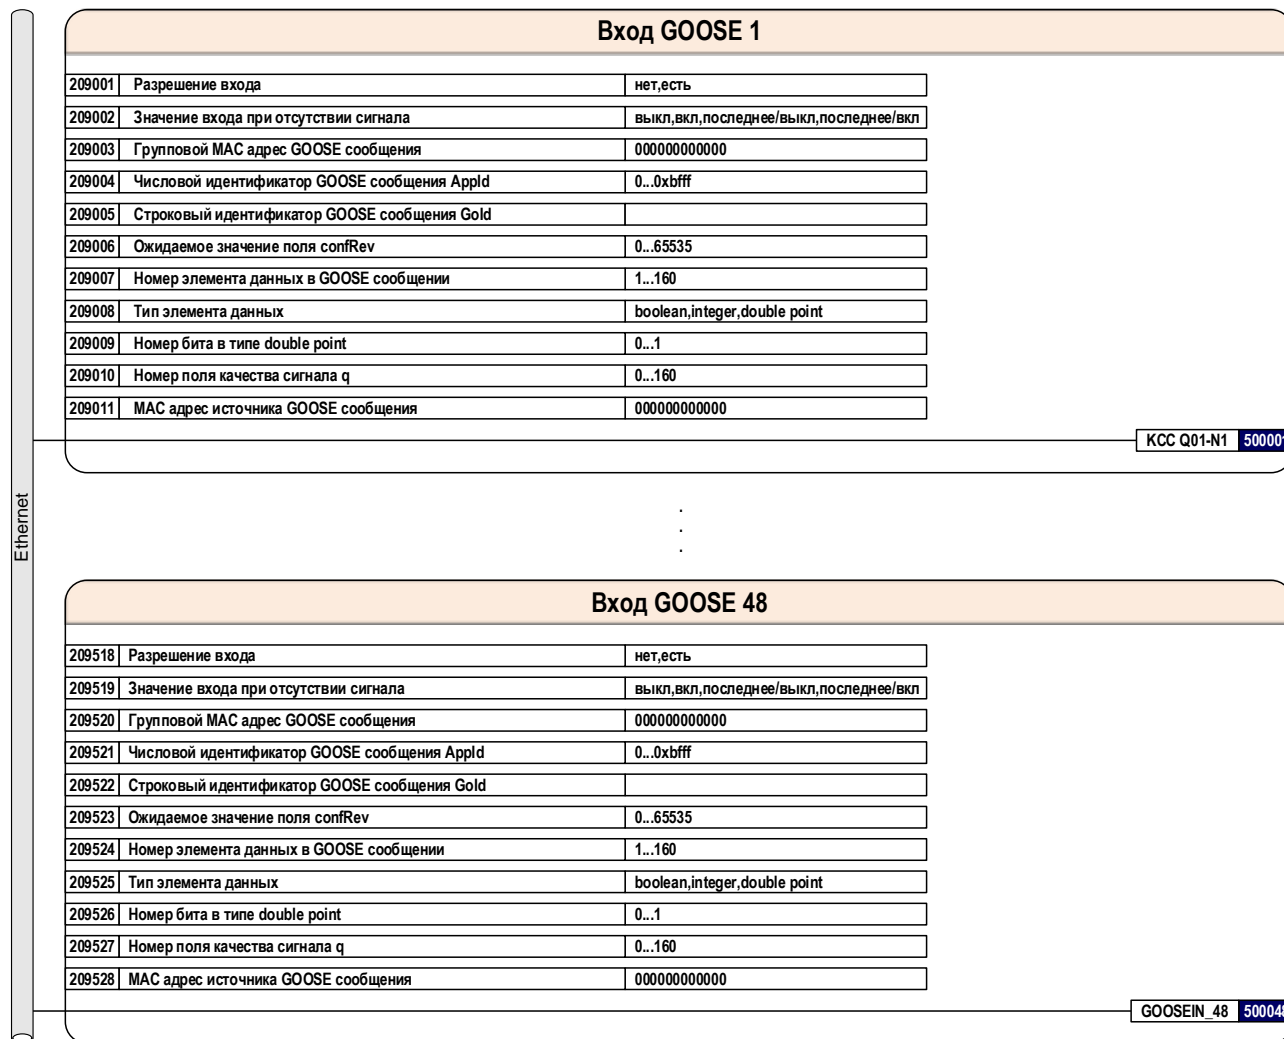 Вход GOOSE 1
209001 Разрешение входа нет,есть
209002 Значение входа при отсутствии сигнала выкл,вкл,последнее/выкл,последнее/вкл
209003 Групповой MAC адрес GOOSE сообщения 000000000000
209004 Числовой идентификатор GOOSE сообщения AppId 0...0xbfff
209005 Строковый идентификатор GOOSE сообщения GoId
209006 Ожидаемое значение поля confRev 0...65535
209007 Номер элемента данных в GOOSE сообщении 1...160
209008 Тип элемента данных boolean,integer,double point
209009 Номер бита в типе double point 0...1
209010 Номер поля качества сигнала q 0...160
209011 MAC адрес источника GOOSE сообщения 000000000000
КСС Q01-N1 500001
Ethernet
.
.
.
Вход GOOSE 48
209518 Разрешение входа нет,есть
209519 Значение входа при отсутствии сигнала выкл,вкл,последнее/выкл,последнее/вкл
209520 Групповой MAC адрес GOOSE сообщения 000000000000
209521 Числовой идентификатор GOOSE сообщения AppId 0...0xbfff
209522 Строковый идентификатор GOOSE сообщения GoId
209523 Ожидаемое значение поля confRev 0...65535
209524 Номер элемента данных в GOOSE сообщении 1...160
209525 Тип элемента данных boolean,integer,double point
209526 Номер бита в типе double point 0...1
209527 Номер поля качества сигнала q 0...160
209528 MAC адрес источника GOOSE сообщения 000000000000
GOOSEIN_48 500048